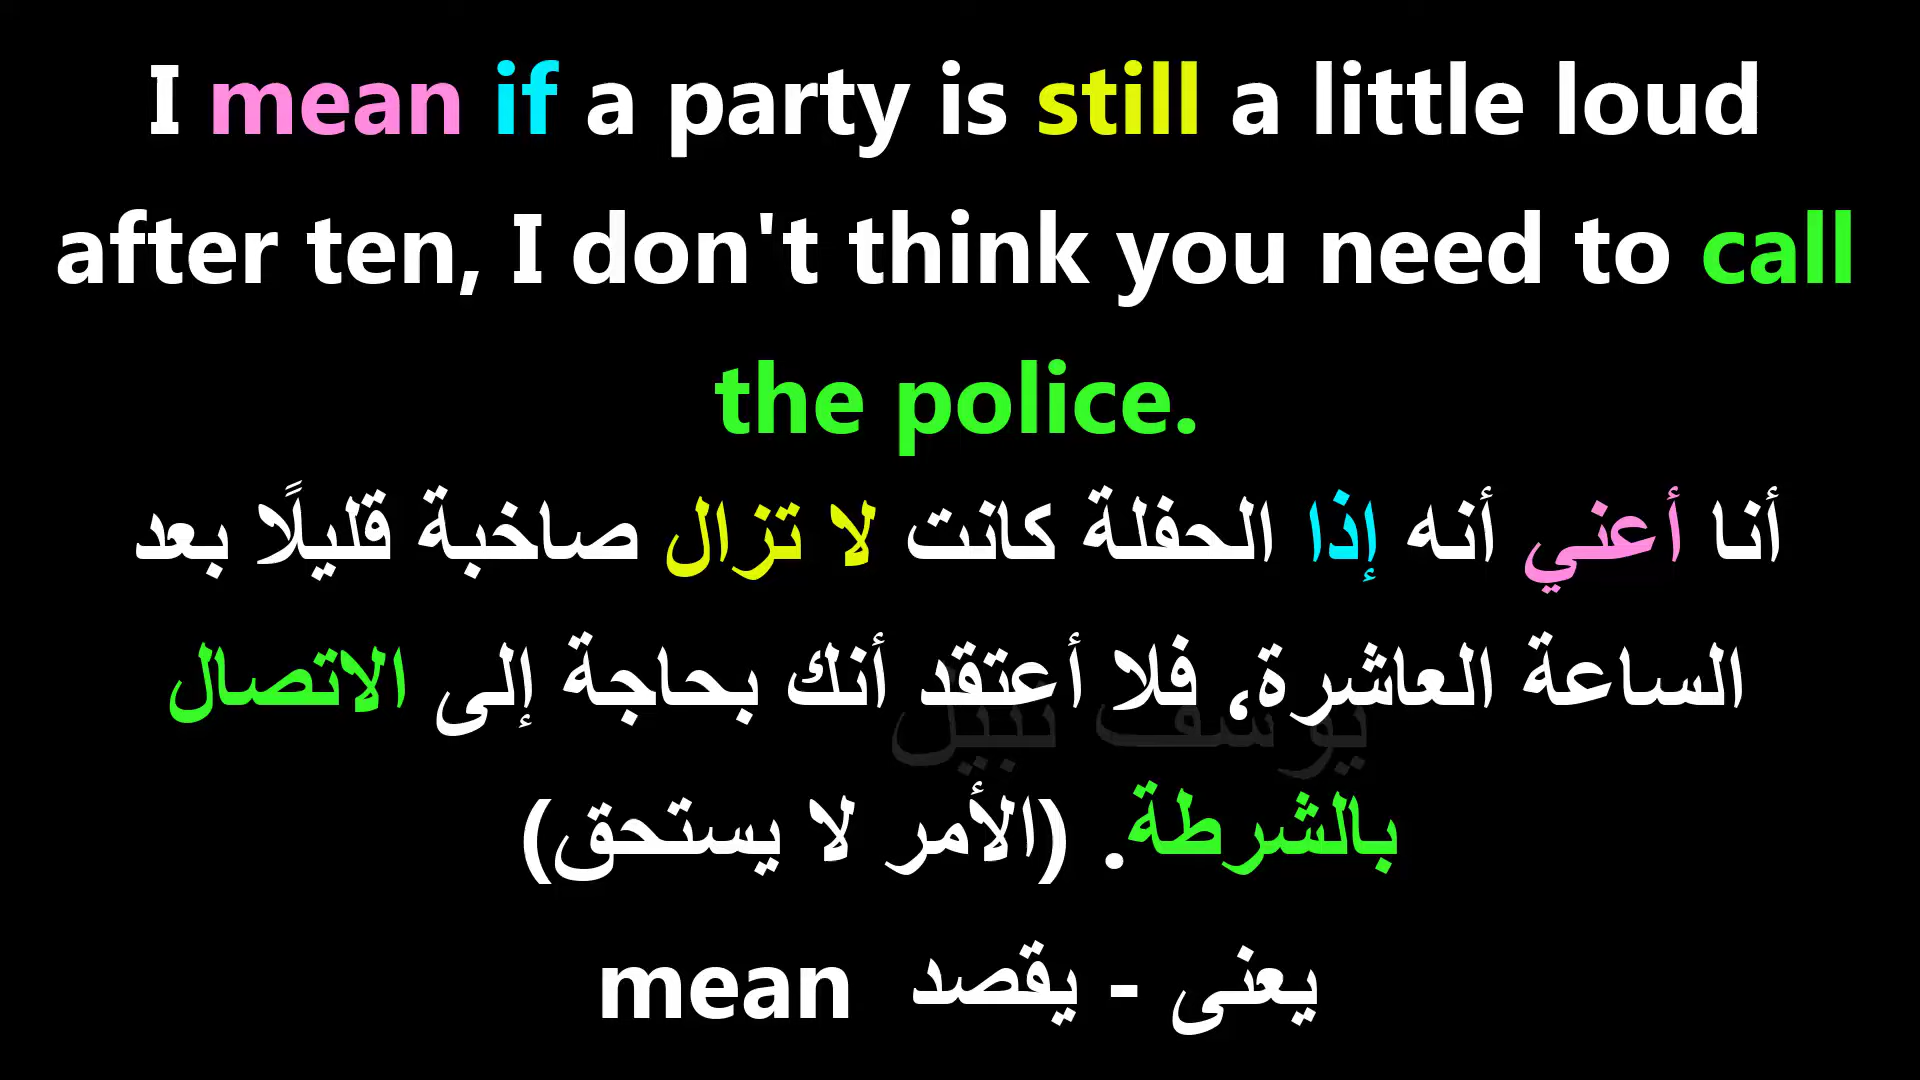 I mean if a party is still a little loud
after ten, I don't think you need to call
the police.
أنا أعني أنه إذا الحفلة كانت لا تزال صاخبة قليلًا بعد
الساعة العاشرة، فلا أعتقد أنك بحاجة إلى الاتصال
يوسف نبيل
بالشرطة. (الأمر لا يستحق)
يعنى - يقصد mean